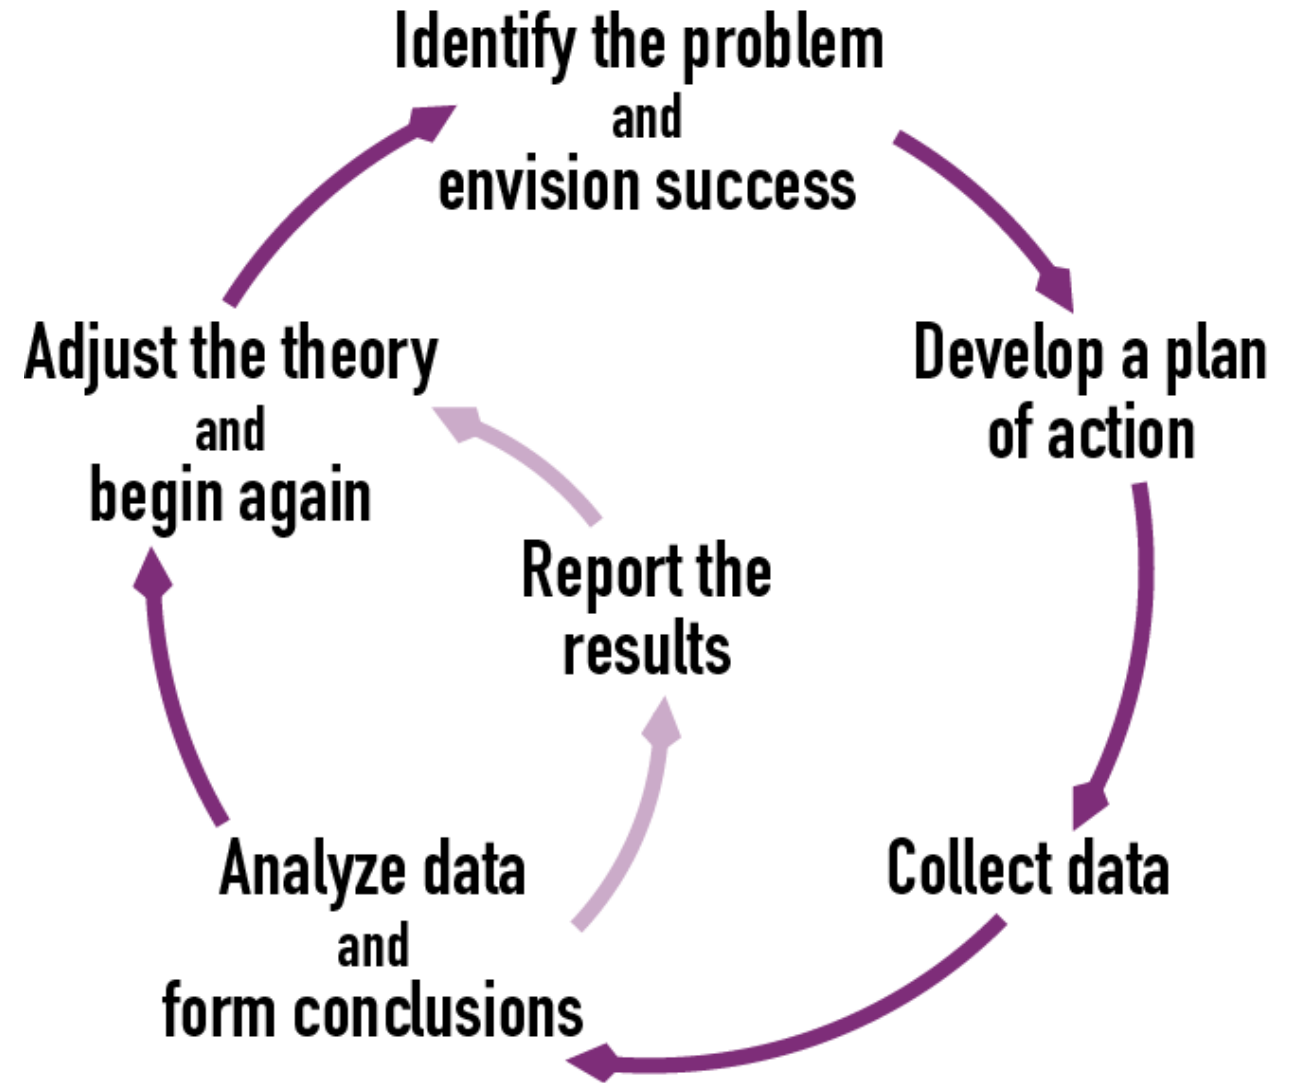 Identify the problem
and
envision success
Develop a plan
of action
Collect data
Analyze data
and
form conclusions
Report the
results
Adjust the theory
and
begin again